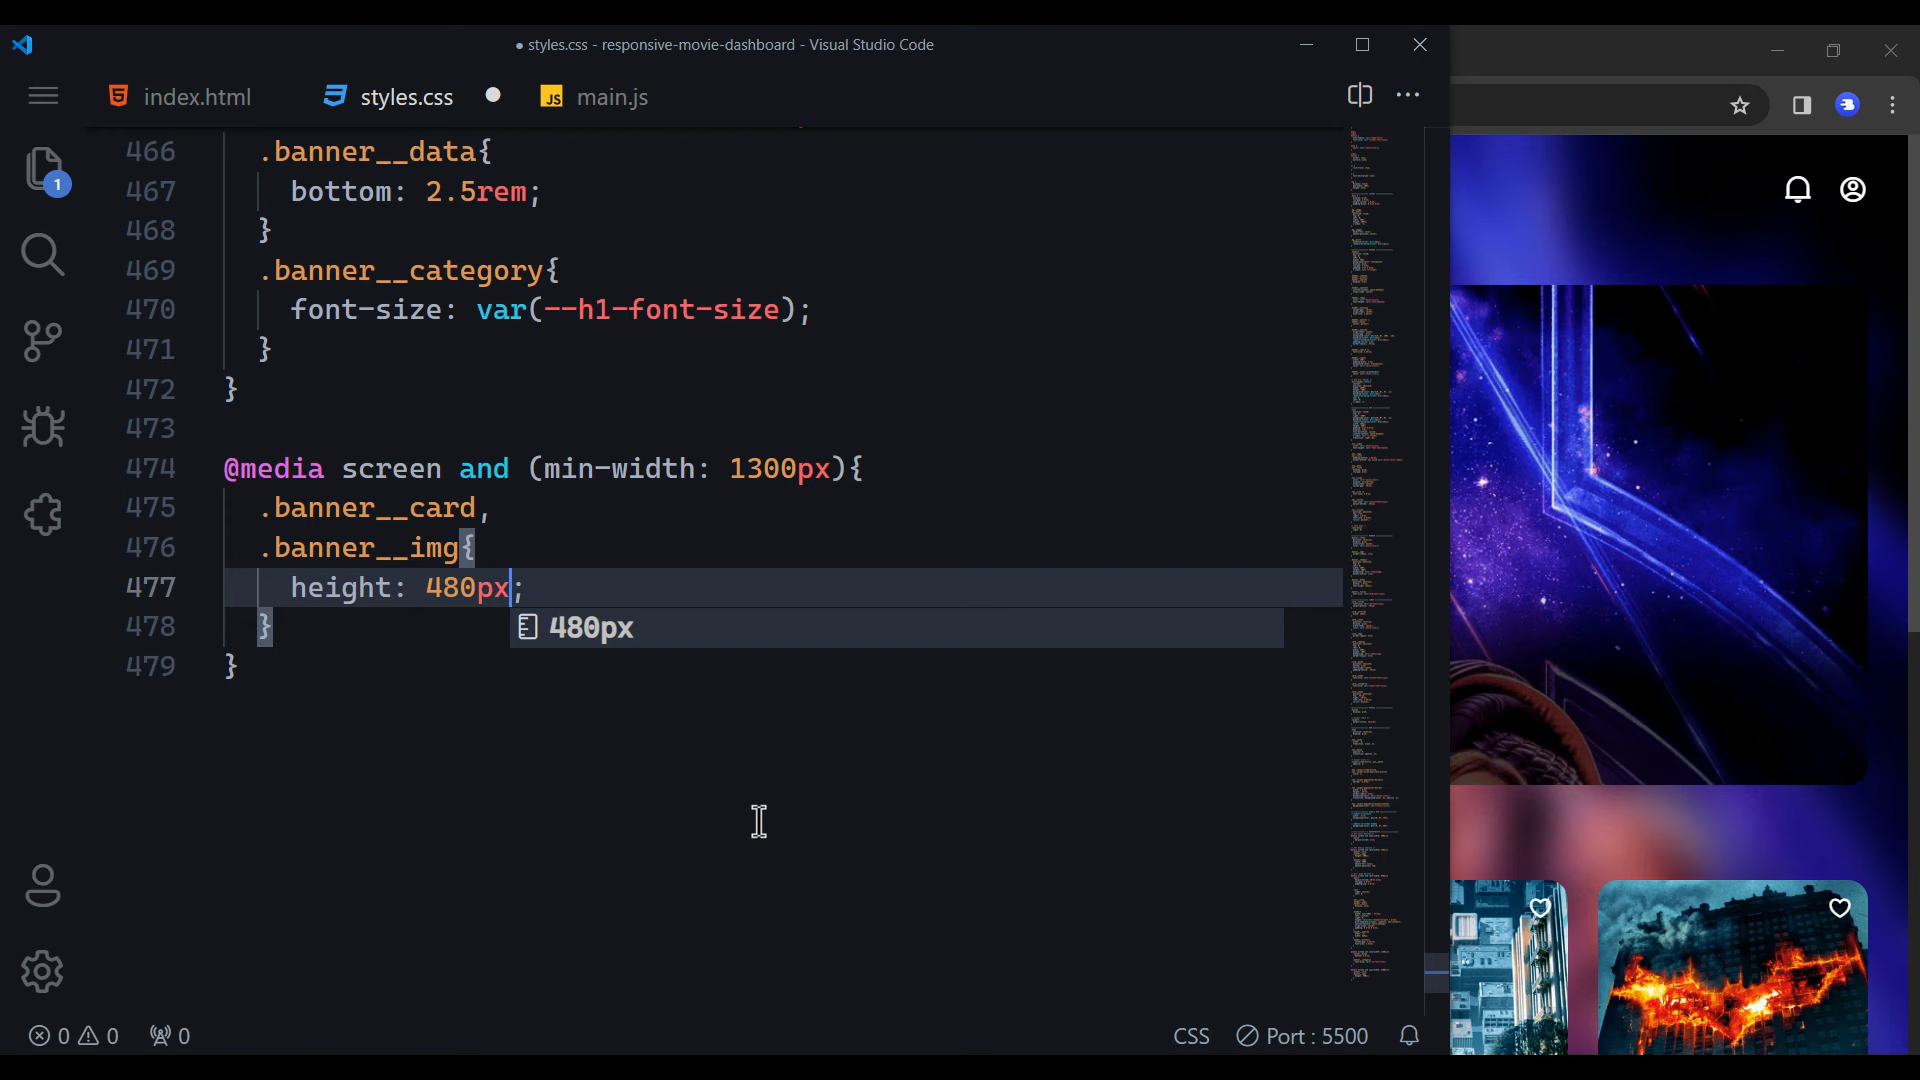 ● styles.css - responsive-movie-dashboard - Visual Studio Code
index.html
styles.css
JS main.js
1
466 .banner__data{
467 bottom: 2.5rem;
468 }
469 .banner__category{
470 font-size: var(--h1-font-size);
471 }
472 }
473
474 @media screen and (min-width: 1300px){
475 .banner__card,
476 .banner__img{
477 height: 480px;
478 }
480px
479 }
0 0 0
CSS Port : 5500